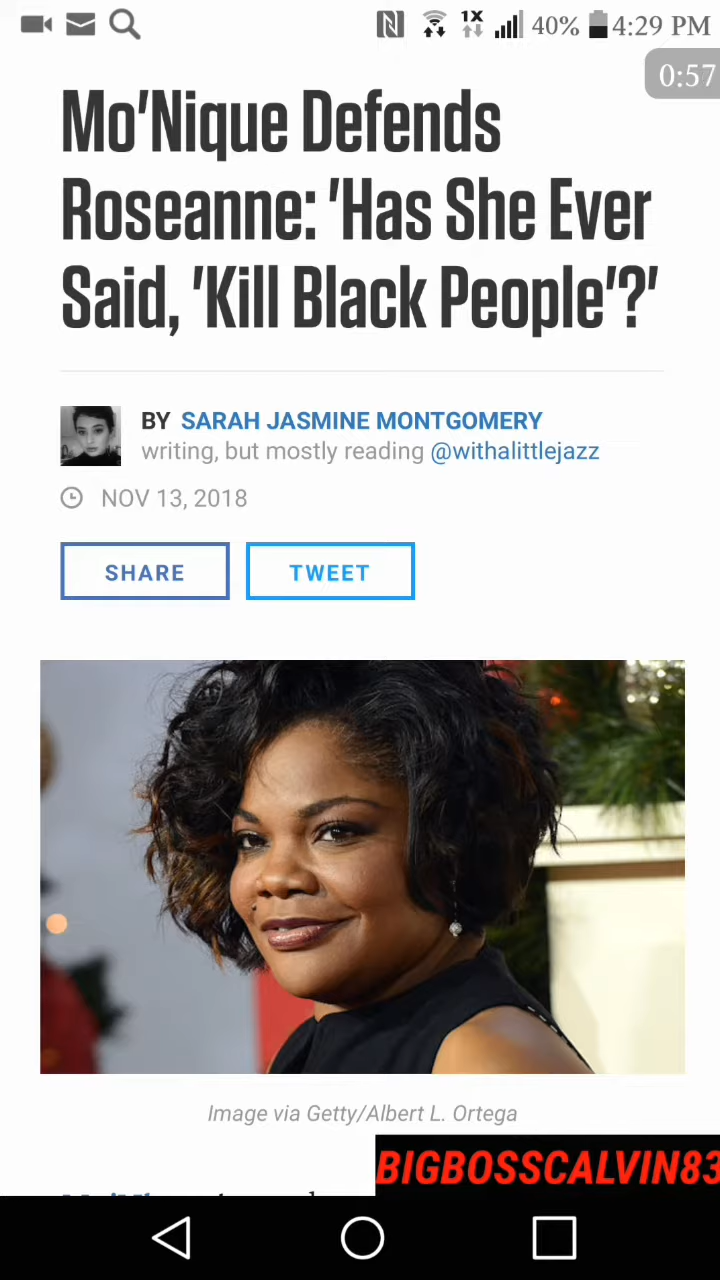 1X
40%
4:29 PM
0:57
Mo'Nique Defends
Roseanne: 'Has She Ever
Said, 'Kill Black People'?'
BY SARAH JASMINE MONTGOMERY
writing, but mostly reading @withalittlejazz
NOV 13, 2018
SHARE
TWEET
Image via Getty/Albert L. Ortega
BIGBOSSCALVIN83